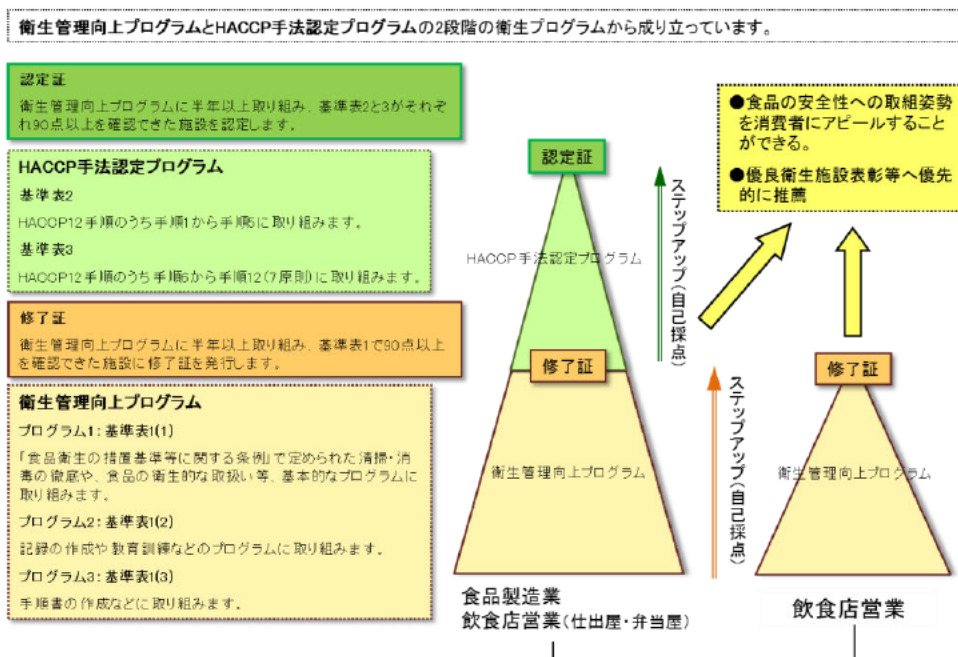 衛生管理向上プログラムとHACCP手法認定プログラムの2段階の衛生プログラムから成り立っています。
認定証
衛生管理向上プログラムに半年以上取り組み、基準表2と3がそれぞ
れ90点以上を確認できた施設を認定します。
HACCP手法認定プログラム
基準表2
HACCP12手順のうち手順1から手順5に取り組みます。
基準表3
HACCP12手順のうち手順6から手順12(7原則)に取り組みます。
修了証
衛生管理向上プログラムに半年以上取り組み、基準表1で90点以上
を確認できた施設に修了証を発行します。
衛生管理向上プログラム
プログラム1:基準表1(1)
「食品衛生の措置基準等に関する条例」で定められた清掃・消
毒の徹底や、食品の衛生的な取扱い等、基本的なプログラムに
取り組みます。
プログラム2:基準表1(2)
記録の作成や教育訓練などのプログラムに取り組みます。
プログラム3:基準表1(3)
手順書の作成などに取り組みます。
認定証
HACCP手法認定プログラム
修了証
衛生管理向上プログラム
食品製造業
飲食店営業(仕出屋・弁当屋)
ステップアップ(自己採点)
ステップアップ(自己採点)
●食品の安全性への取組姿勢
を消費者にアピールすること
ができる。
●優良衛生施設表彰等へ優先
的に推薦
修了証
衛生管理向上プログラム
飲食店営業